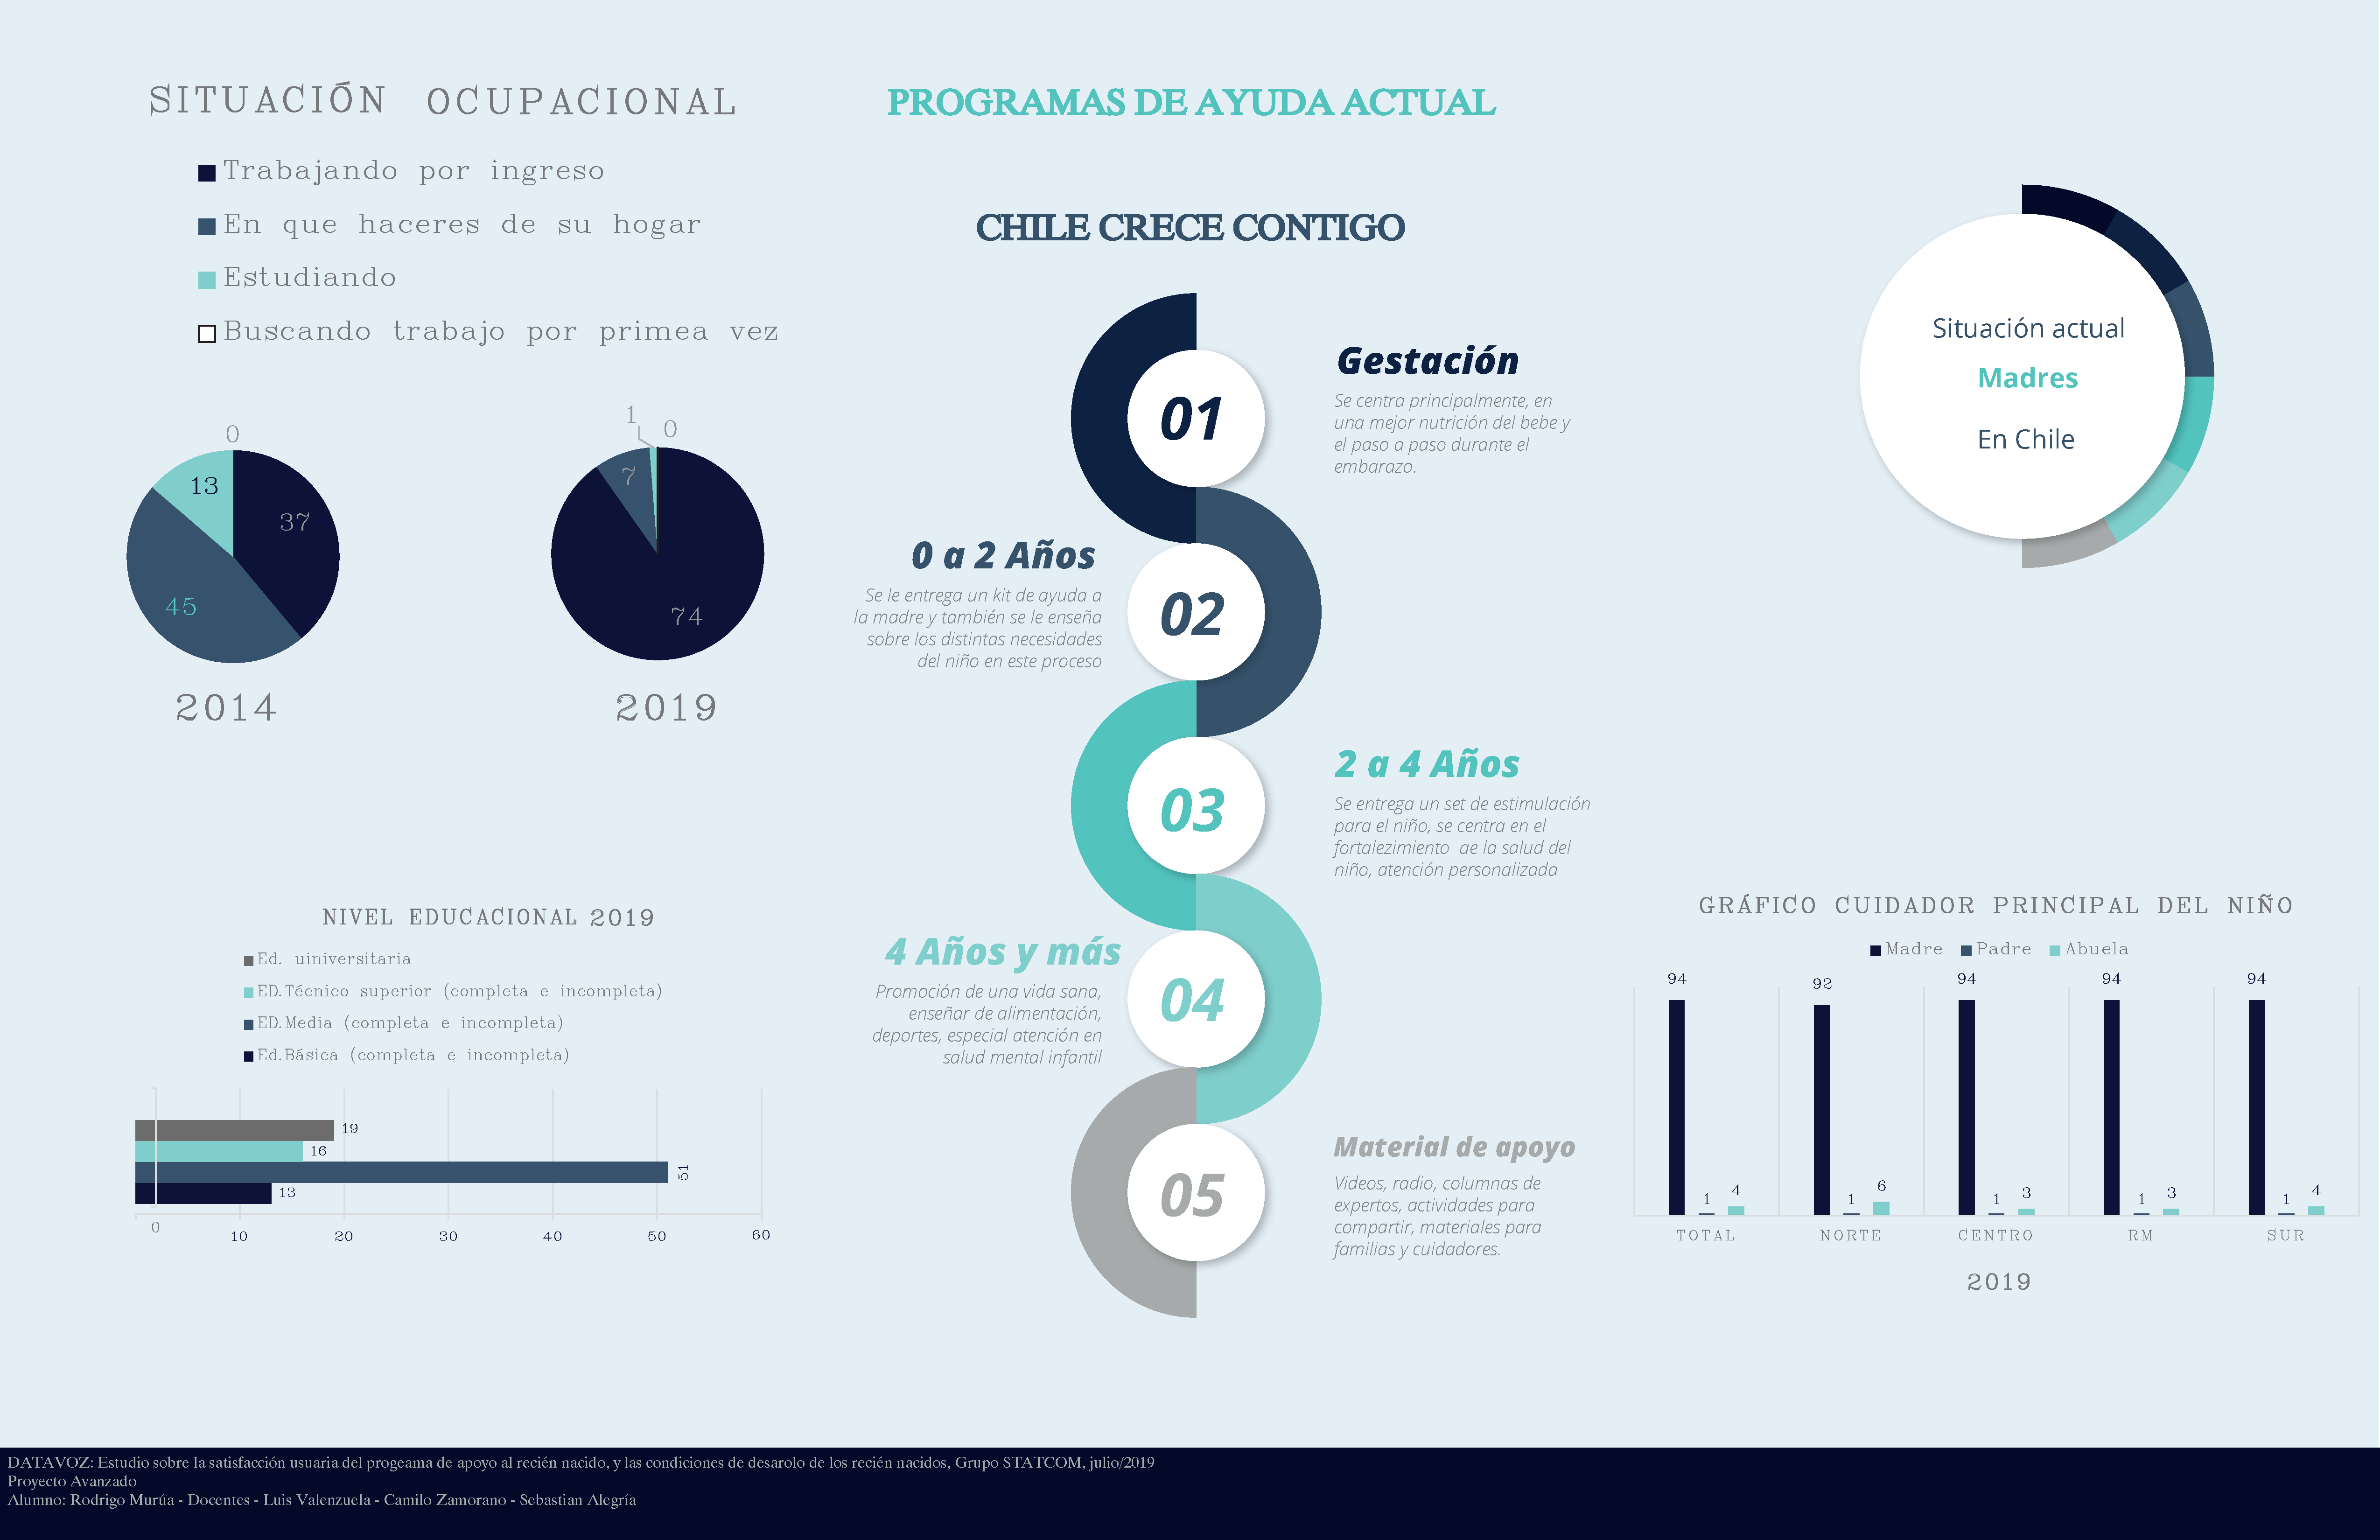 SITUACIÓN OCUPACIONAL
Trabajando por ingreso
En que haceres de su hogar
Estudiando
Buscando trabajo por primea vez
0
13
37
45
2014
1
0
7
74
2019
NIVEL EDUCACIONAL 2019
Ed. uiniversitaria
ED.Técnico superior (completa e incompleta)
ED.Media (completa e incompleta)
Ed.Básica (completa e incompleta)
19
16
51
13
0 10 20 30 40 50 60
PROGRAMAS DE AYUDA ACTUAL
CHILE CRECE CONTIGO
01
Gestación
Se centra principalmente, en
una mejor nutrición del bebe y
el paso a paso durante el
embarazo.
0 a 2 Años
Se le entrega un kit de ayuda a
la madre y también se le enseña
sobre los distintas necesidades
del niño en este proceso
02
2 a 4 Años
Se entrega un set de estimulación
para el niño, se centra en el
fortalezimiento ae la salud del
niño, atención personalizada
03
4 Años y más
Promoción de una vida sana,
enseñar de alimentación,
deportes, especial atención en
salud mental infantil
04
Material de apoyo
Videos, radio, columnas de
expertos, actividades para
compartir, materiales para
familias y cuidadores.
05
Situación actual
Madres
En Chile
GRÁFICO CUIDADOR PRINCIPAL DEL NIÑO
Madre Padre Abuela
94 92 94 94 94
1 4 1 6 1 3 1 3 1 4
TOTAL NORTE CENTRO RM SUR
2019
DATAVOZ: Estudio sobre la satisfacción usuaria del progeama de apoyo al recién nacido, y las condiciones de desarolo de los recién nacidos, Grupo STATCOM, julio/2019
Proyecto Avanzado
Alumno: Rodrigo Murúa - Docentes - Luis Valenzuela - Camilo Zamorano - Sebastian Alegría